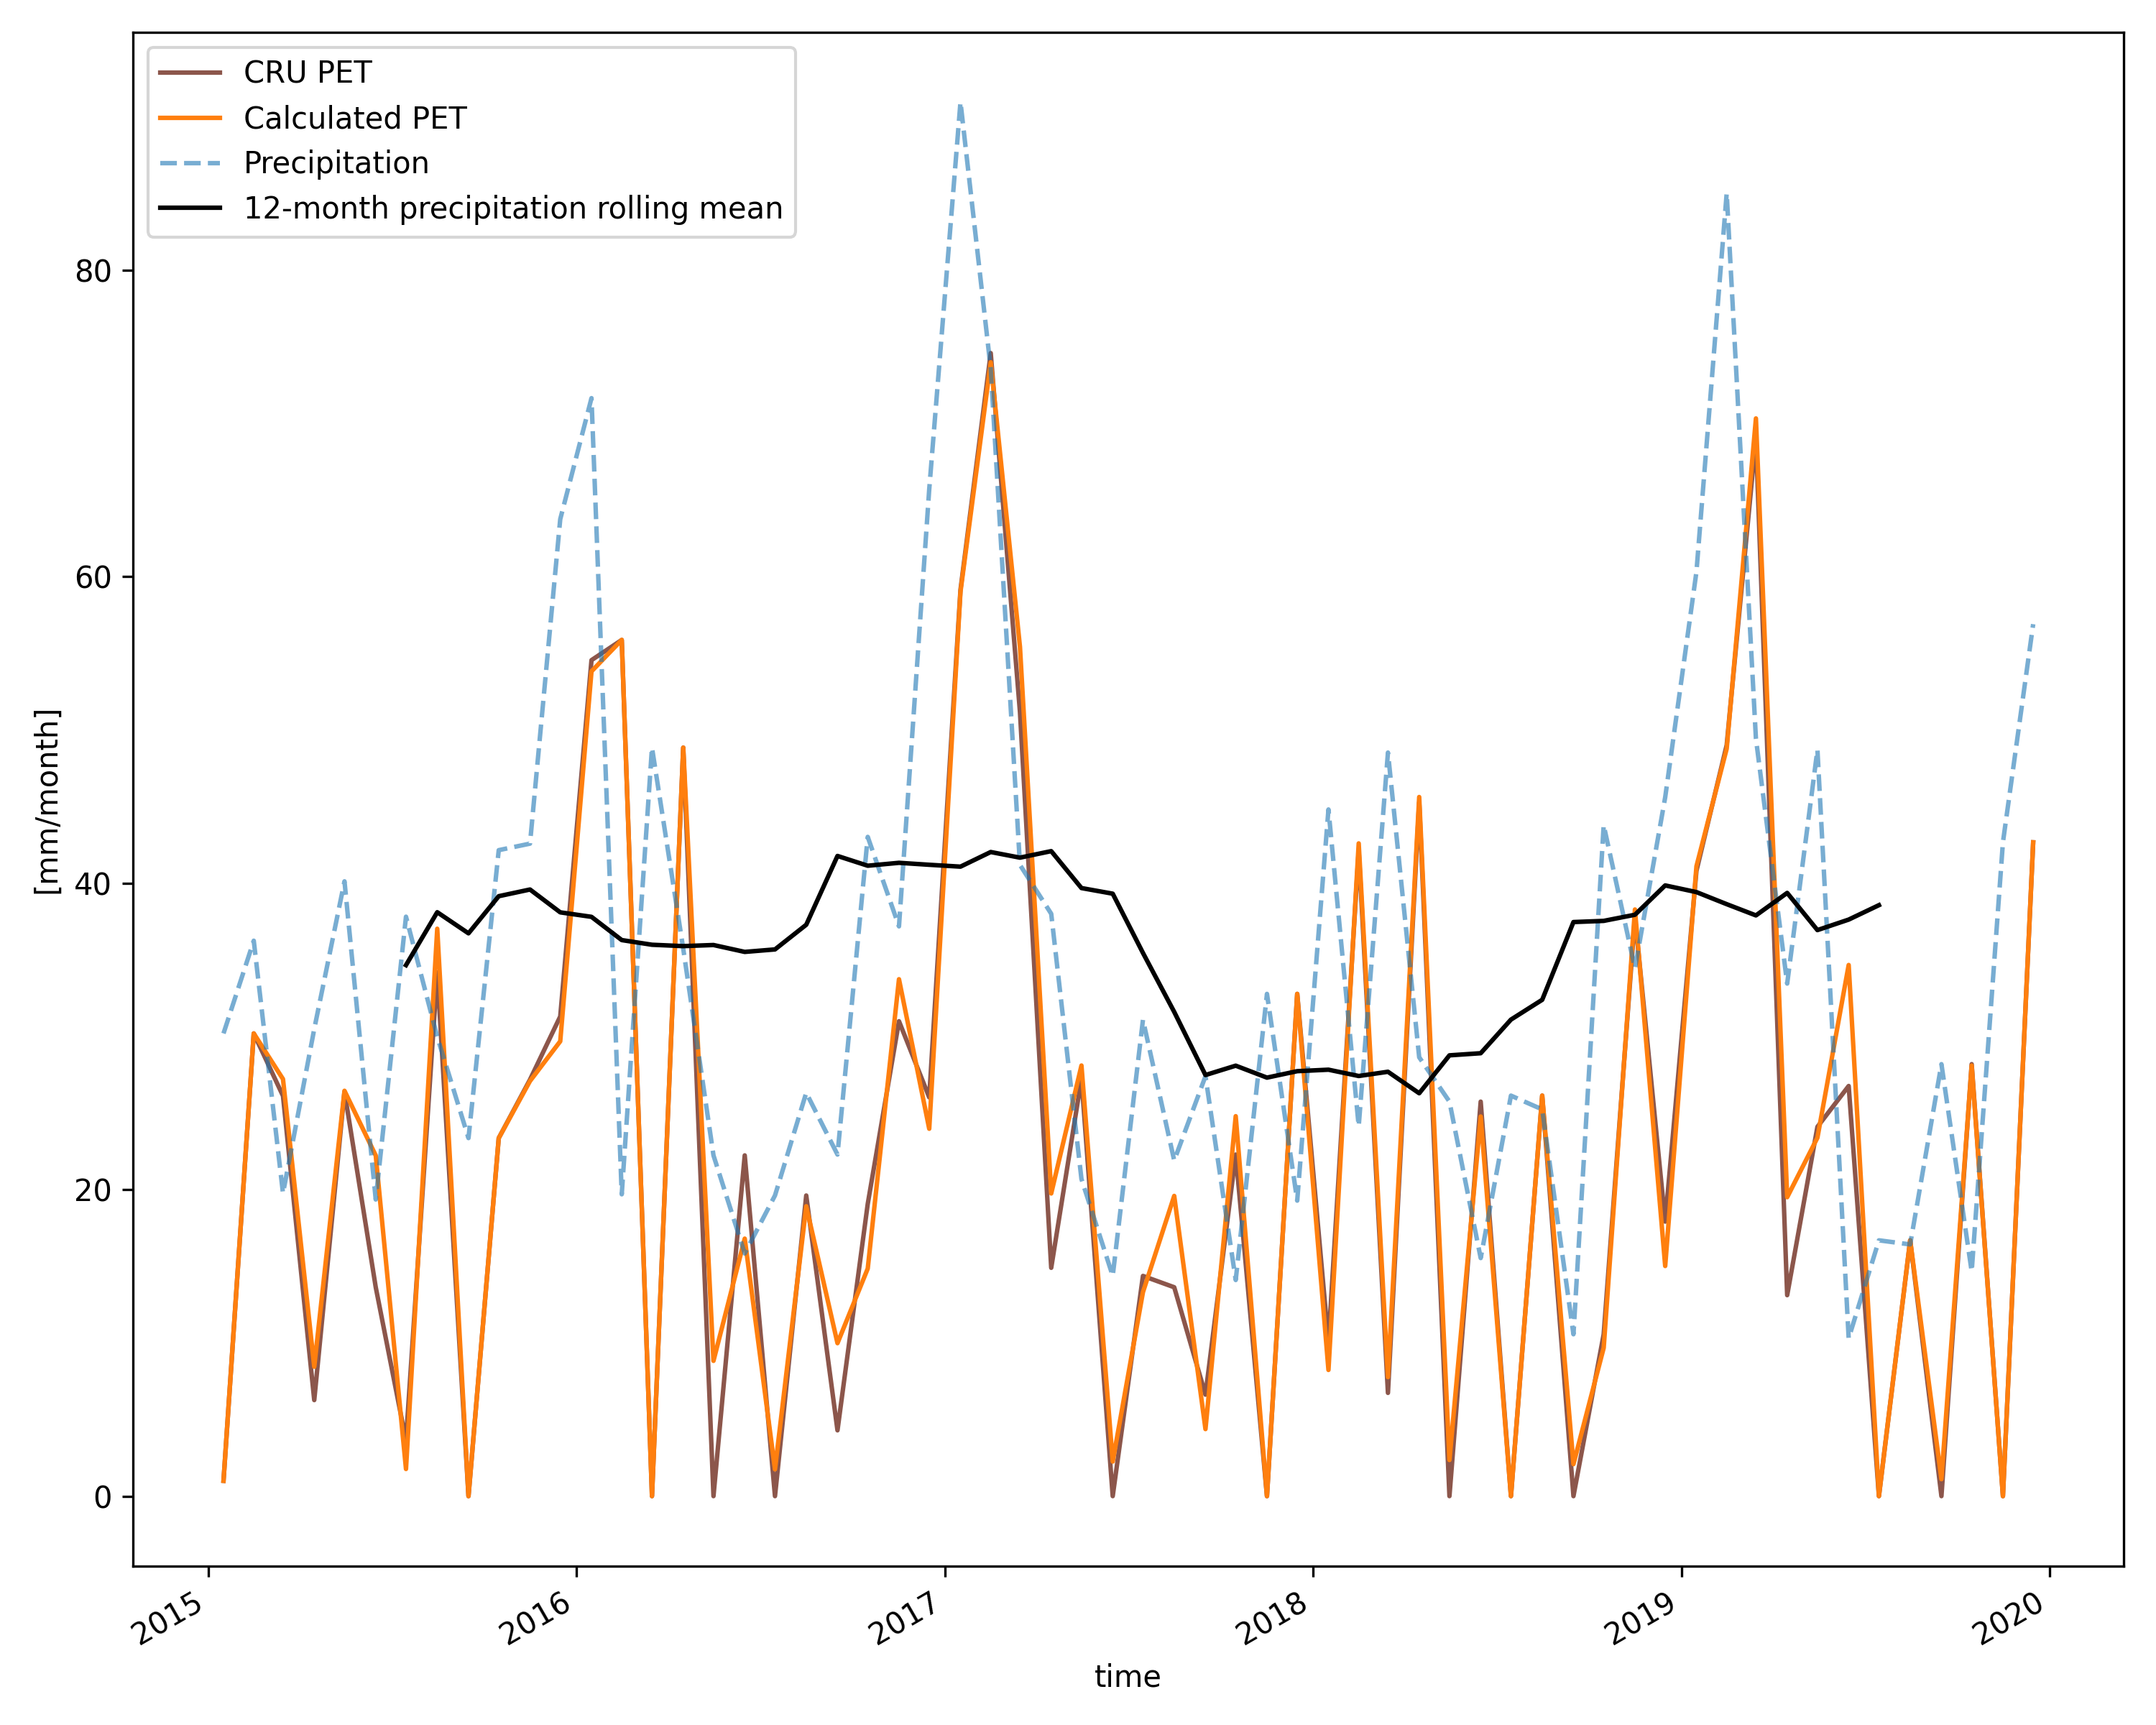 CRU PET
Calculated PET
Precipitation
12-month precipitation rolling mean
80
60
40
20
0
[mm/month]
2015
2016
2017
2018
2019
2020
time